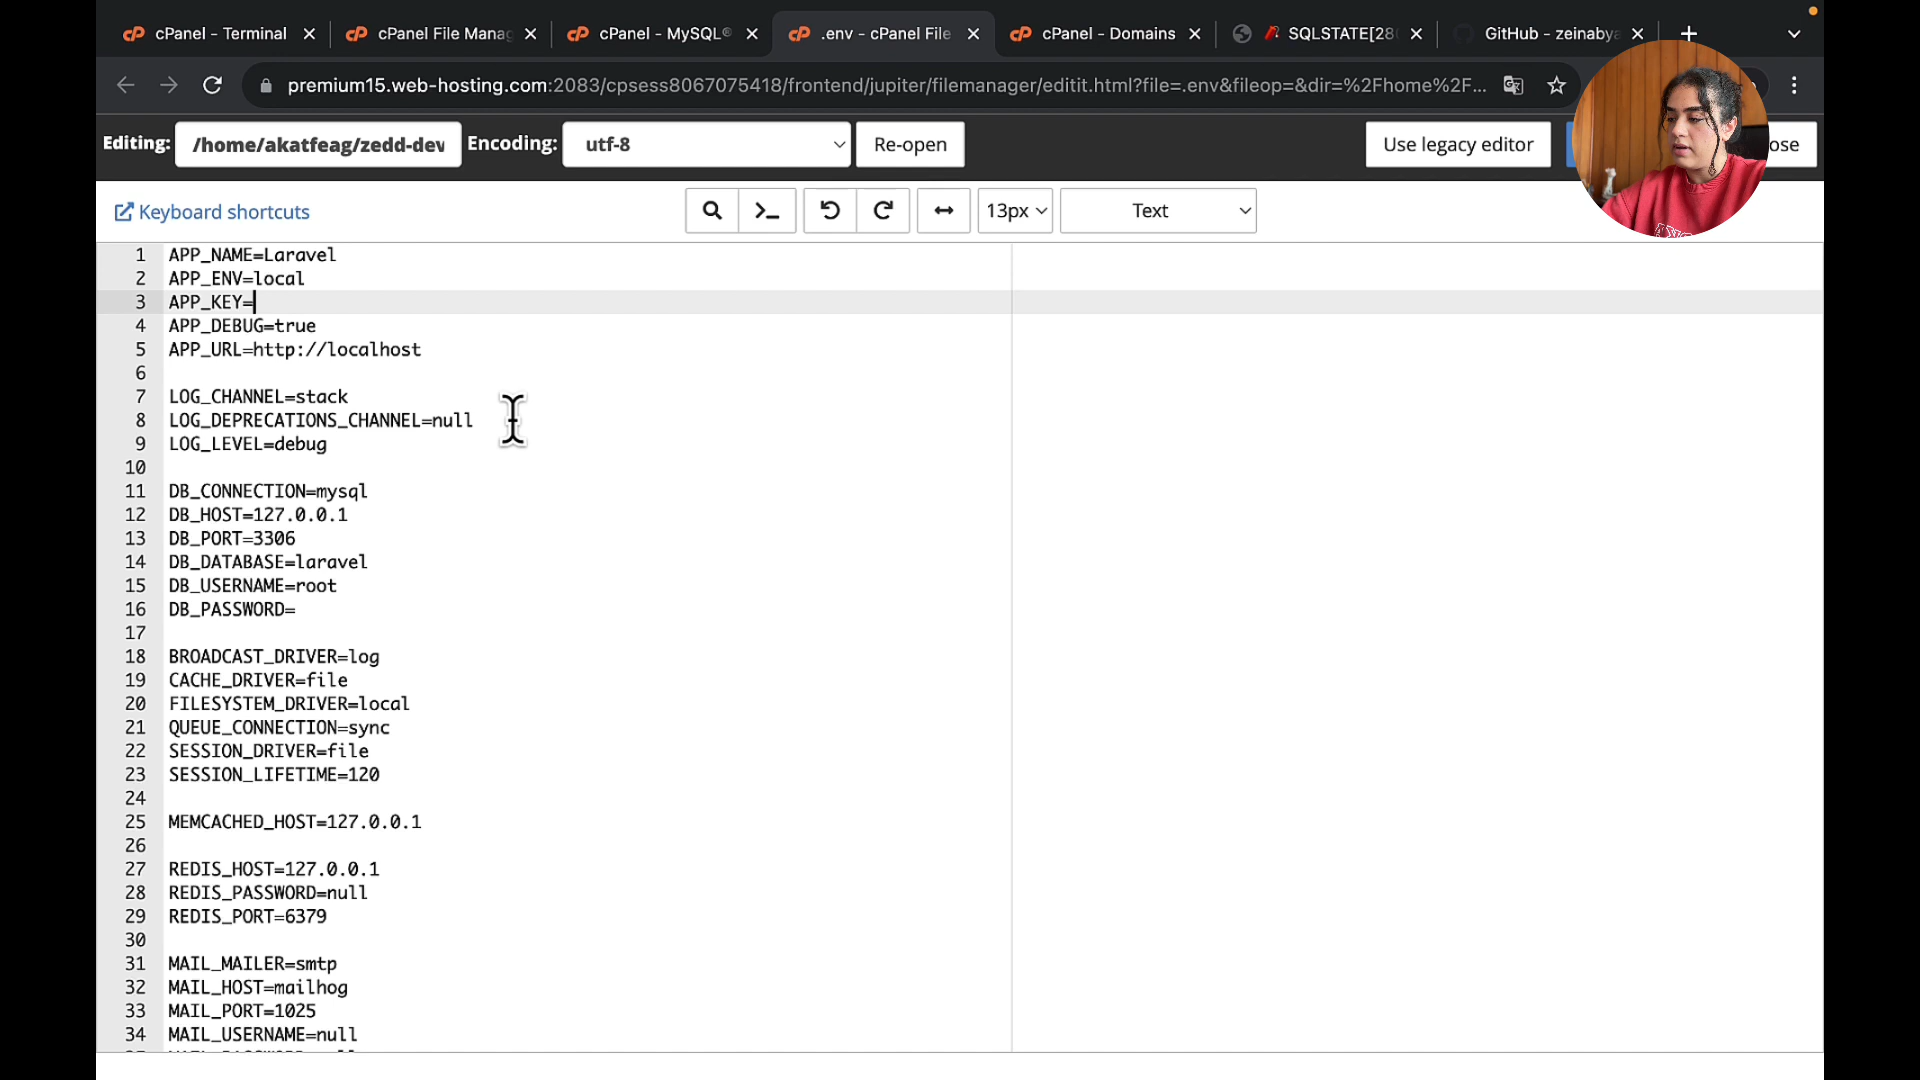 cPanel - Terminal
cPanel File Manag
cPanel - MySQL®
.env - cPanel File
cPanel - Domains
SQLSTATE[28
GitHub - zeinabya
premium15.web-hosting.com:2083/cpsess8067075418/frontend/jupiter/filemanager/editit.html?file=.env&fileop=&dir=%2Fhome%2F...
Editing: /home/akatfeag/zedd-dev Encoding: utf-8 Re-open Use legacy editor ose
Keyboard shortcuts 13px Text
1 APP_NAME=Laravel
2 APP_ENV=local
3 APP_KEY=
4 APP_DEBUG=true
5 APP_URL=http://localhost
6
7 LOG_CHANNEL=stack
8 LOG_DEPRECATIONS_CHANNEL=null
9 LOG_LEVEL=debug
10
11 DB_CONNECTION=mysql
12 DB_HOST=127.0.0.1
13 DB_PORT=3306
14 DB_DATABASE=laravel
15 DB_USERNAME=root
16 DB_PASSWORD=
17
18 BROADCAST_DRIVER=log
19 CACHE_DRIVER=file
20 FILESYSTEM_DRIVER=local
21 QUEUE_CONNECTION=sync
22 SESSION_DRIVER=file
23 SESSION_LIFETIME=120
24
25 MEMCACHED_HOST=127.0.0.1
26
27 REDIS_HOST=127.0.0.1
28 REDIS_PASSWORD=null
29 REDIS_PORT=6379
30
31 MAIL_MAILER=smtp
32 MAIL_HOST=mailhog
33 MAIL_PORT=1025
34 MAIL_USERNAME=null